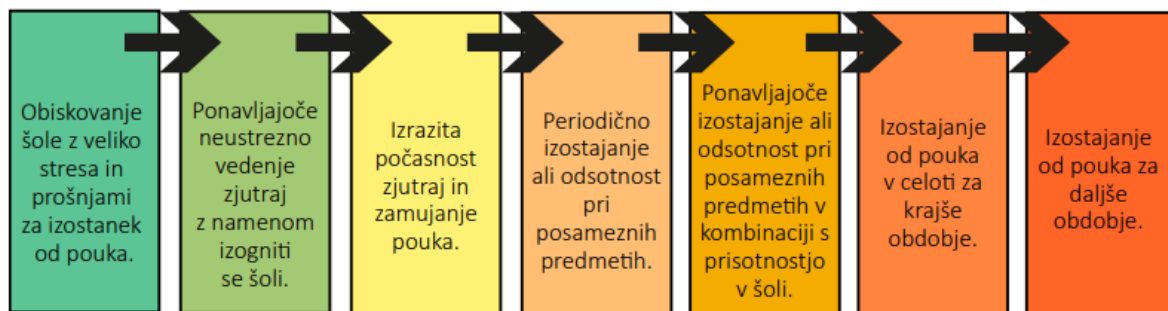 Obiskovanje
šole z veliko
stresa in
prošnjami
za izostanek
od pouka.
Ponavljajoče
neustrezno
vedenje
zjutraj
z namenom
izogniti
se šoli.
Izrazita
počasnost
zjutraj in
zamujanje
pouka.
Periodično
izostajanje
ali odsotnost
pri
posameznih
predmetih.
Ponavljajoče
izostajanje ali
odsotnost pri
posameznih
predmetih v
kombinaciji s
prisotnostjo
v šoli.
Izostajanje
od pouka
v celoti za
krajše
obdobje.
Izostajanje
od pouka za
daljše
obdobje.